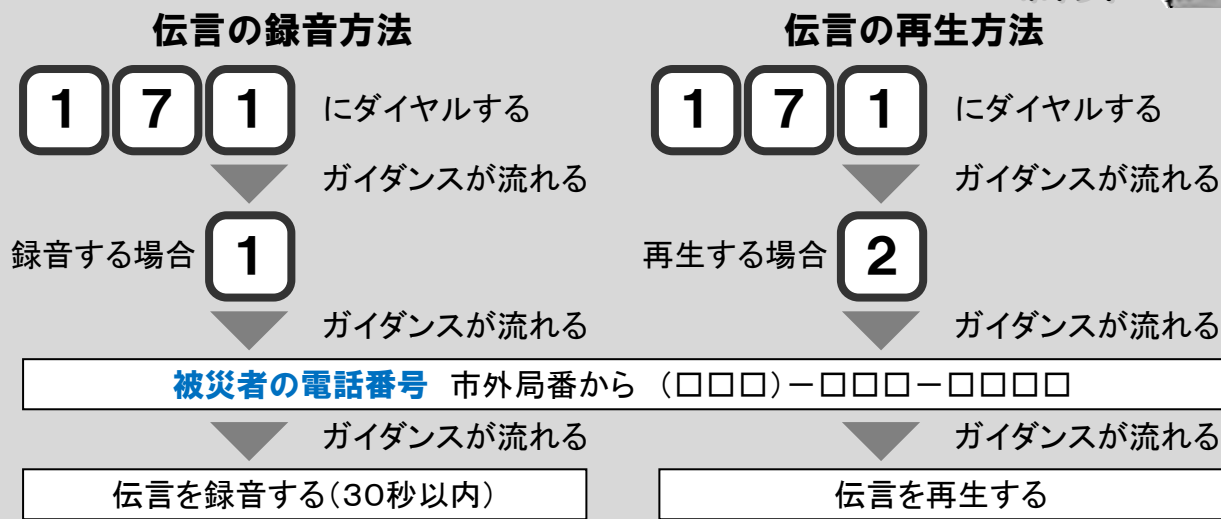 伝言の録音方法
171 にダイヤルする
ガイダンスが流れる
録音する場合 1
ガイダンスが流れる
伝言の再生方法
171 にダイヤルする
ガイダンスが流れる
再生する場合 2
ガイダンスが流れる
被災者の電話番号 市外局番から (□□□)-□□□-□□□□
ガイダンスが流れる
伝言を録音する(30秒以内)
ガイダンスが流れる
伝言を再生する